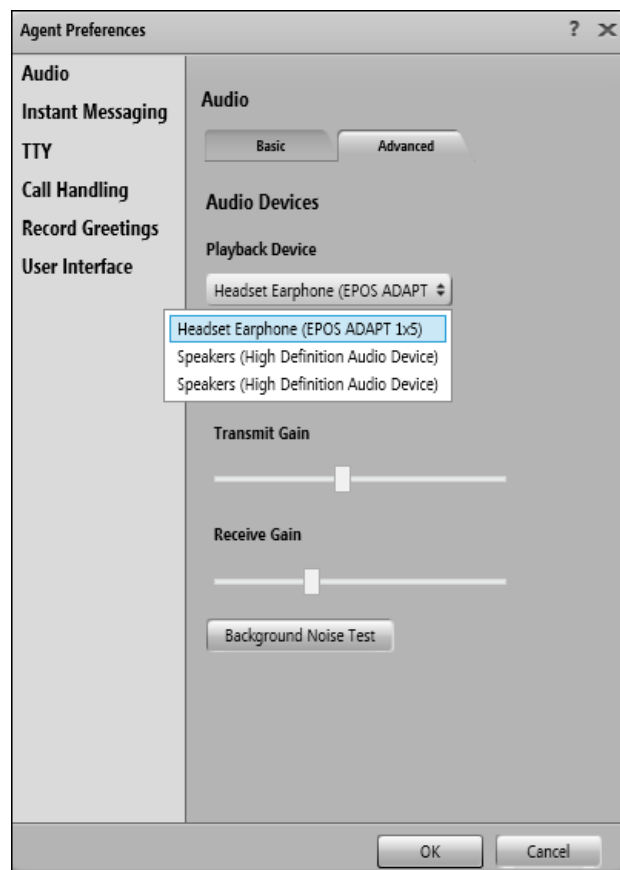 Agent Preferences ?
Audio
Instant Messaging
TTY
Call Handling
Record Greetings
User Interface
Audio
Basic Advanced
Audio Devices
Playback Device
Headset Earphone (EPOS ADAPT
Headset Earphone (EPOS ADAPT 1x5)
Speakers (High Definition Audio Device)
Speakers (High Definition Audio Device)
Transmit Gain
Receive Gain
Background Noise Test
OK Cancel